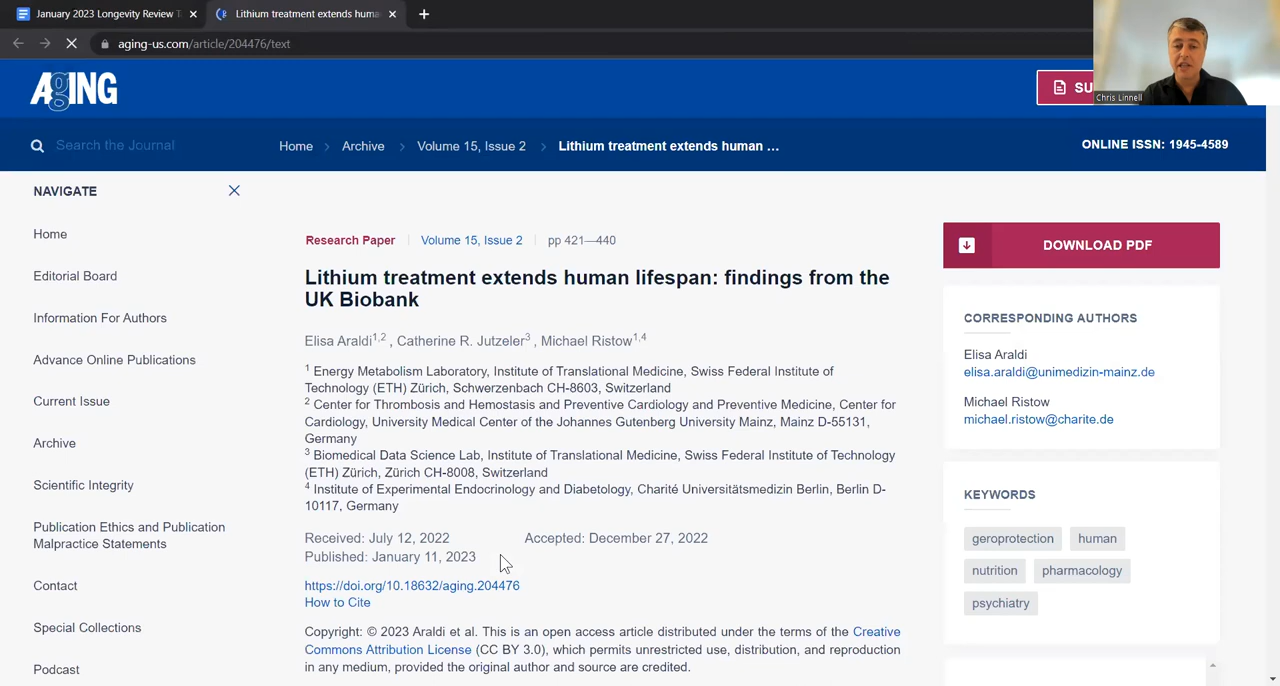 January 2023 Longevity Review T
Lithium treatment extends huma
aging-us.com/article/204476/text
Chris Linnell
AGING
SU
Search the Journal
Home
Archive
Volume 15, Issue 2
Lithium treatment extends human ...
ONLINE ISSN: 1945-4589
NAVIGATE
Home
Editorial Board
Information For Authors
Advance Online Publications
Current Issue
Archive
Scientific Integrity
Publication Ethics and Publication
Malpractice Statements
Contact
Special Collections
Podcast
Research Paper Volume 15, Issue 2 pp 421—440
Lithium treatment extends human lifespan: findings from the
UK Biobank
Elisa Araldi1,2 , Catherine R. Jutzeler3 , Michael Ristow1,4
1 Energy Metabolism Laboratory, Institute of Translational Medicine, Swiss Federal Institute of
Technology (ETH) Zürich, Schwerzenbach CH-8603, Switzerland
2 Center for Thrombosis and Hemostasis and Preventive Cardiology and Preventive Medicine, Center for
Cardiology, University Medical Center of the Johannes Gutenberg University Mainz, Mainz D-55131,
Germany
3 Biomedical Data Science Lab, Institute of Translational Medicine, Swiss Federal Institute of Technology
(ETH) Zürich, Zürich CH-8008, Switzerland
4 Institute of Experimental Endocrinology and Diabetology, Charité Universitätsmedizin Berlin, Berlin D-
10117, Germany
Received: July 12, 2022 Accepted: December 27, 2022
Published: January 11, 2023
https://doi.org/10.18632/aging.204476
How to Cite
Copyright: © 2023 Araldi et al. This is an open access article distributed under the terms of the Creative
Commons Attribution License (CC BY 3.0), which permits unrestricted use, distribution, and reproduction
in any medium, provided the original author and source are credited.
DOWNLOAD PDF
CORRESPONDING AUTHORS
Elisa Araldi
elisa.araldi@unimedizin-mainz.de
Michael Ristow
michael.ristow@charite.de
KEYWORDS
geroprotection
human
nutrition
pharmacology
psychiatry